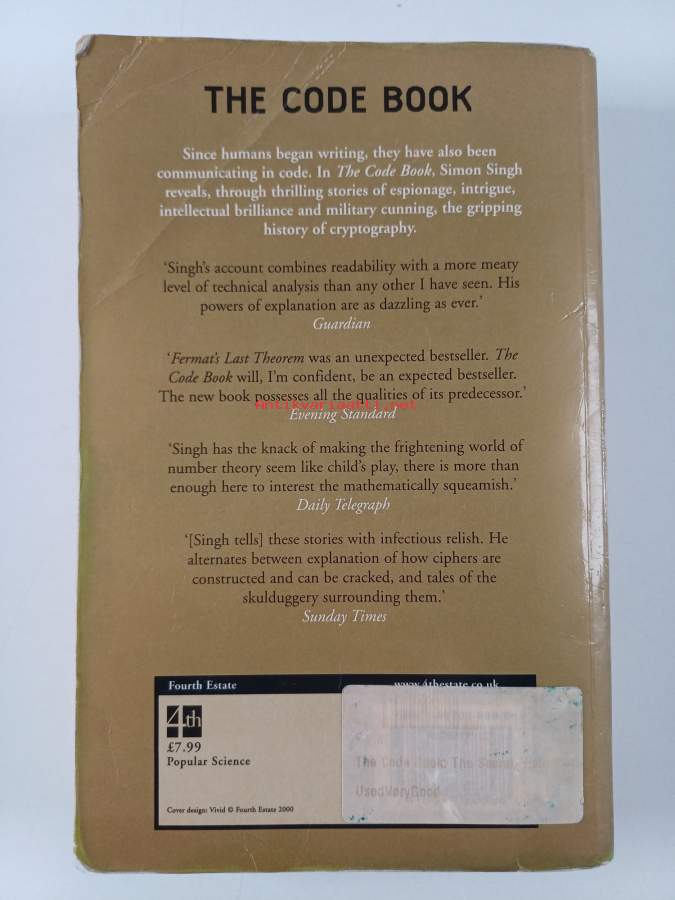 THE CODE BOOK
Since humans began writing, they have also been
communicating in code. In The Code Book, Simon Singh
reveals, through thrilling stories of espionage, intrigue,
intellectual brilliance and military cunning, the gripping
history of cryptography.
‘Singh's account combines readability with a more meaty
level of technical analysis than any other I have seen. His
powers of explanation are as dazzling as ever.’
Guardian
‘Fermat's Last Theorem was an unexpected bestseller. The
Code Book will, I'm confident, be an expected bestseller.
The new book possesses all the qualities of its predecessor.’
antikvariaatti.net
Evening Standard
‘Singh has the knack of making the frightening world of
number theory seem like child's play, there is more than
enough here to interest the mathematically squeamish.’
Daily Telegraph
‘[Singh tells] these stories with infectious relish. He
alternates between explanation of how ciphers are
constructed and can be cracked, and tales of the
skulduggery surrounding them.’
Sunday Times
Fourth Estate
www.4thestate.co.uk
4th
£7.99
Popular Science
Cover design: Vivid © Fourth Estate 2000
The Code Book: The
UsedVeryGood